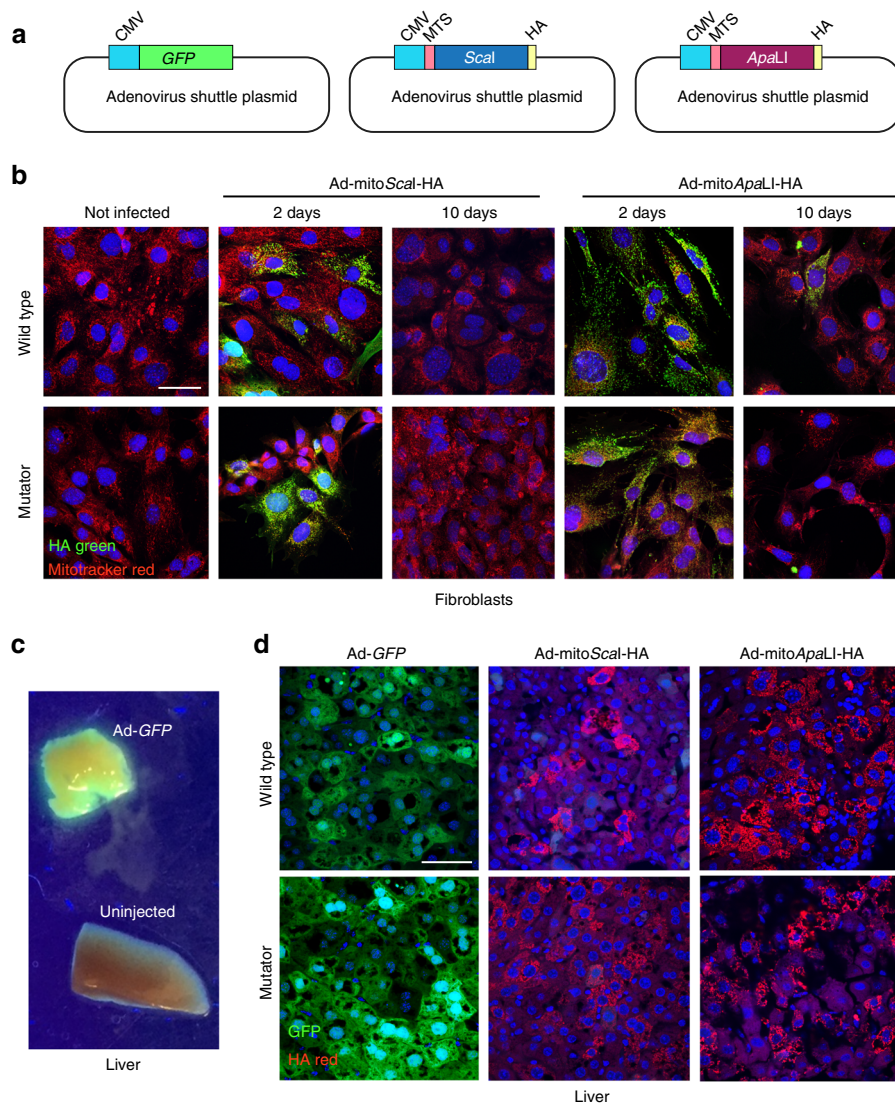 a
CMV
GFP
Adenovirus shuttle plasmid
CMV
MTS
HA
ScaI
Adenovirus shuttle plasmid
CMV
MTS
HA
ApaLI
Adenovirus shuttle plasmid
b
Ad-mitoScaI-HA
Ad-mitoApaLI-HA
Not infected
2 days
10 days
2 days
10 days
Wild type
Mutator
HA green
Mitotracker red
Fibroblasts
c
Ad-GFP
Uninjected
Liver
d
Ad-GFP
Ad-mitoScaI-HA
Ad-mitoApaLI-HA
Wild type
Mutator
GFP
HA red
Liver